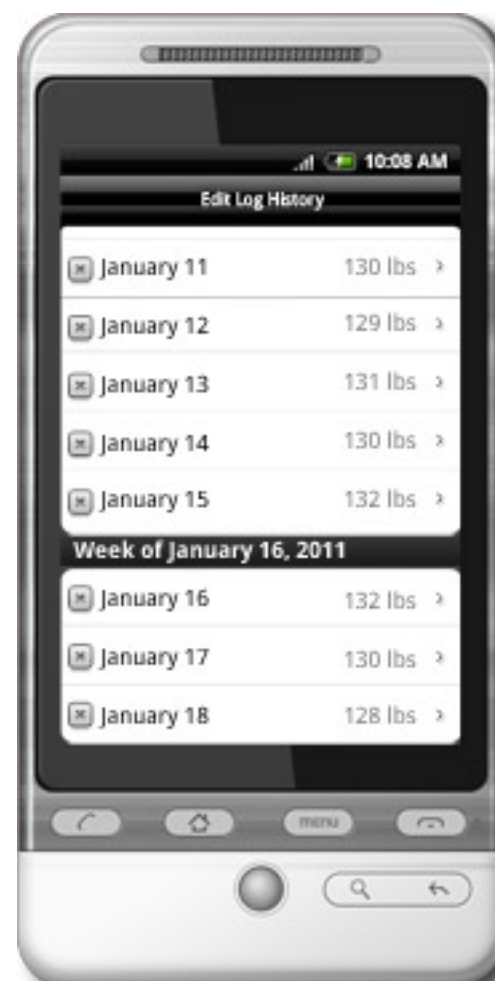 10:08 AM
Edit Log History
January 11 130 lbs
January 12 129 lbs
January 13 131 lbs
January 14 130 lbs
January 15 132 lbs
Week of January 16, 2011
January 16 132 lbs
January 17 130 lbs
January 18 128 lbs
menu